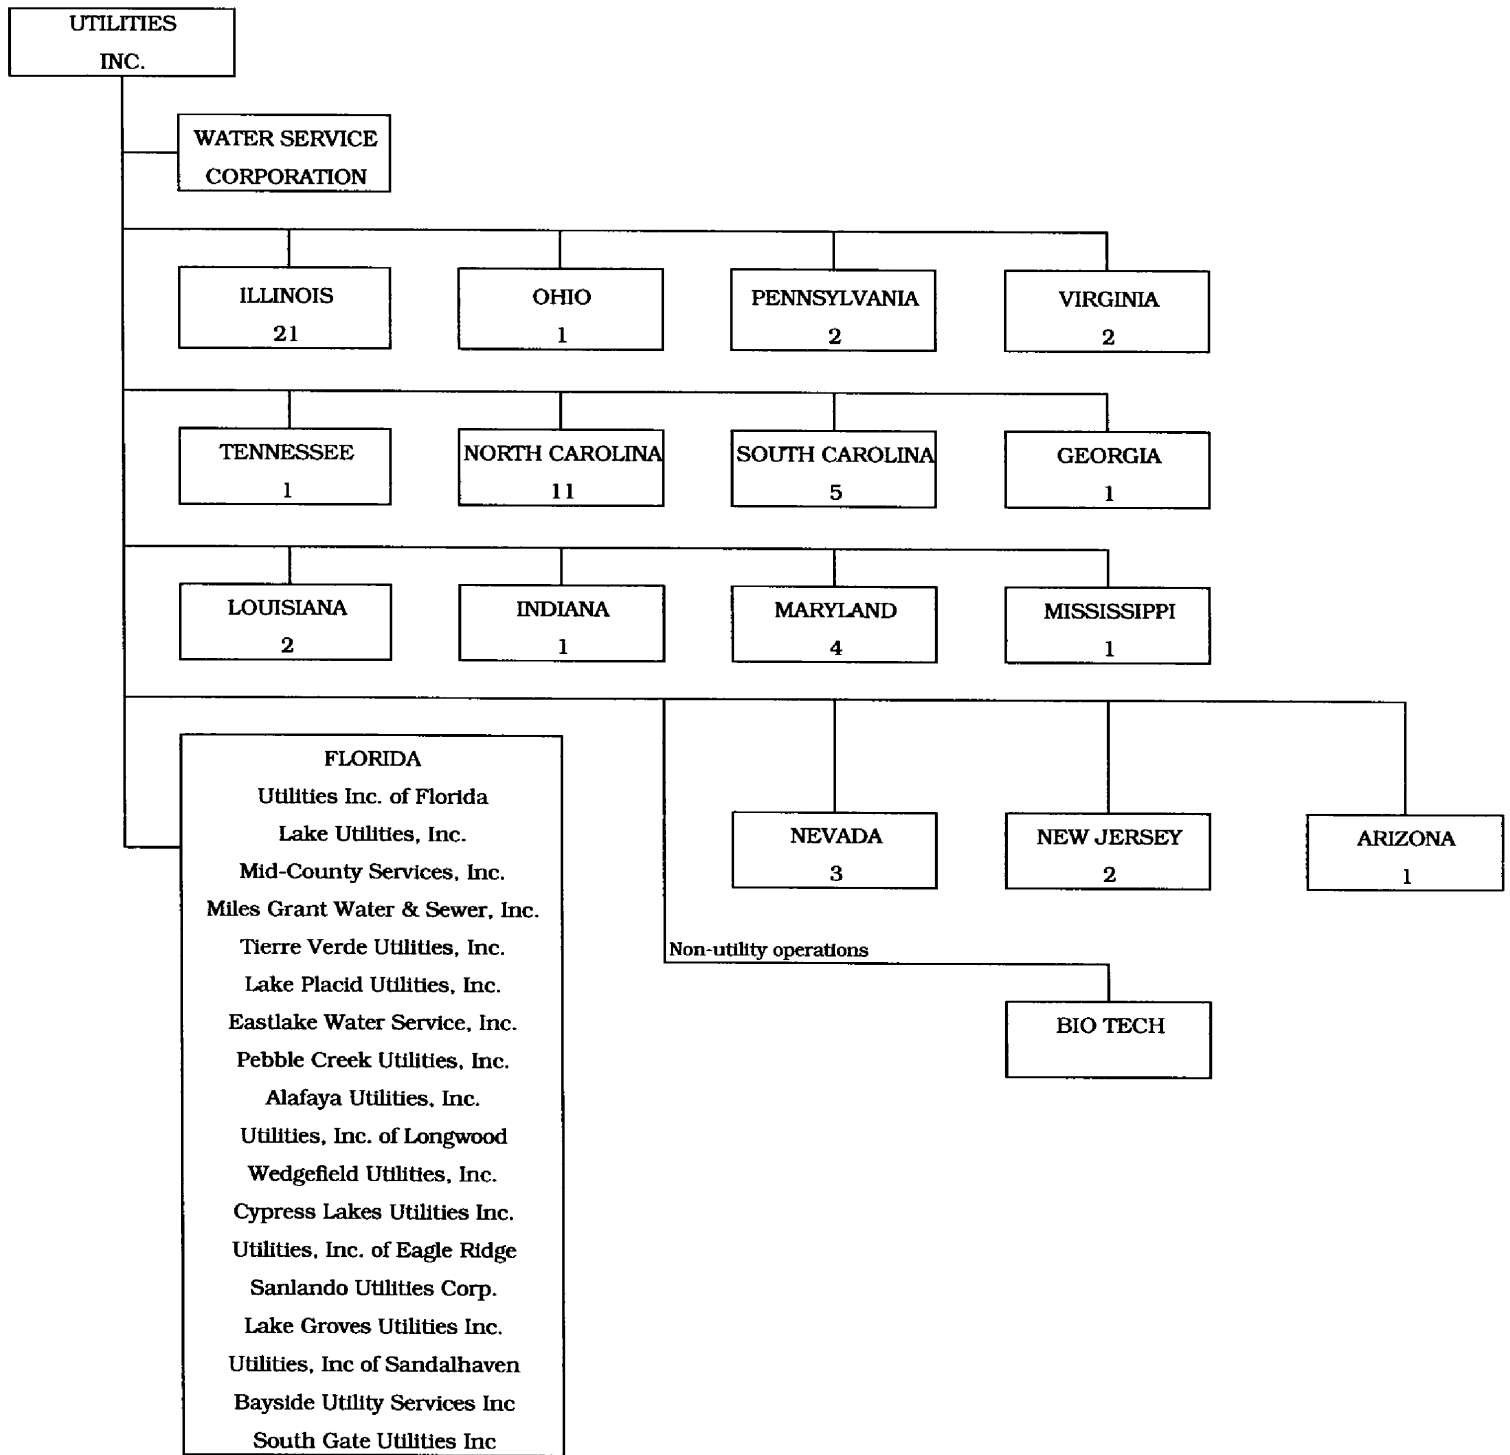 UTILITIES
INC.
WATER SERVICE
CORPORATION
ILLINOIS
21
OHIO
1
PENNSYLVANIA
2
VIRGINIA
2
TENNESSEE
1
NORTH CAROLINA
11
SOUTH CAROLINA
5
GEORGIA
1
LOUISIANA
2
INDIANA
1
MARYLAND
4
MISSISSIPPI
1
FLORIDA
Utilities Inc. of Florida
Lake Utilities, Inc.
Mid-County Services, Inc.
Miles Grant Water & Sewer, Inc.
Tierre Verde Utilities, Inc.
Lake Placid Utilities, Inc.
Eastlake Water Service, Inc.
Pebble Creek Utilities, Inc.
Alafaya Utilities, Inc.
Utilities, Inc. of Longwood
Wedgefield Utilities, Inc.
Cypress Lakes Utilities Inc.
Utilities, Inc. of Eagle Ridge
Sanlando Utilities Corp.
Lake Groves Utilities Inc.
Utilities, Inc of Sandalhaven
Bayside Utility Services Inc
South Gate Utilities Inc
NEVADA
3
NEW JERSEY
2
ARIZONA
1
Non-utility operations
BIO TECH